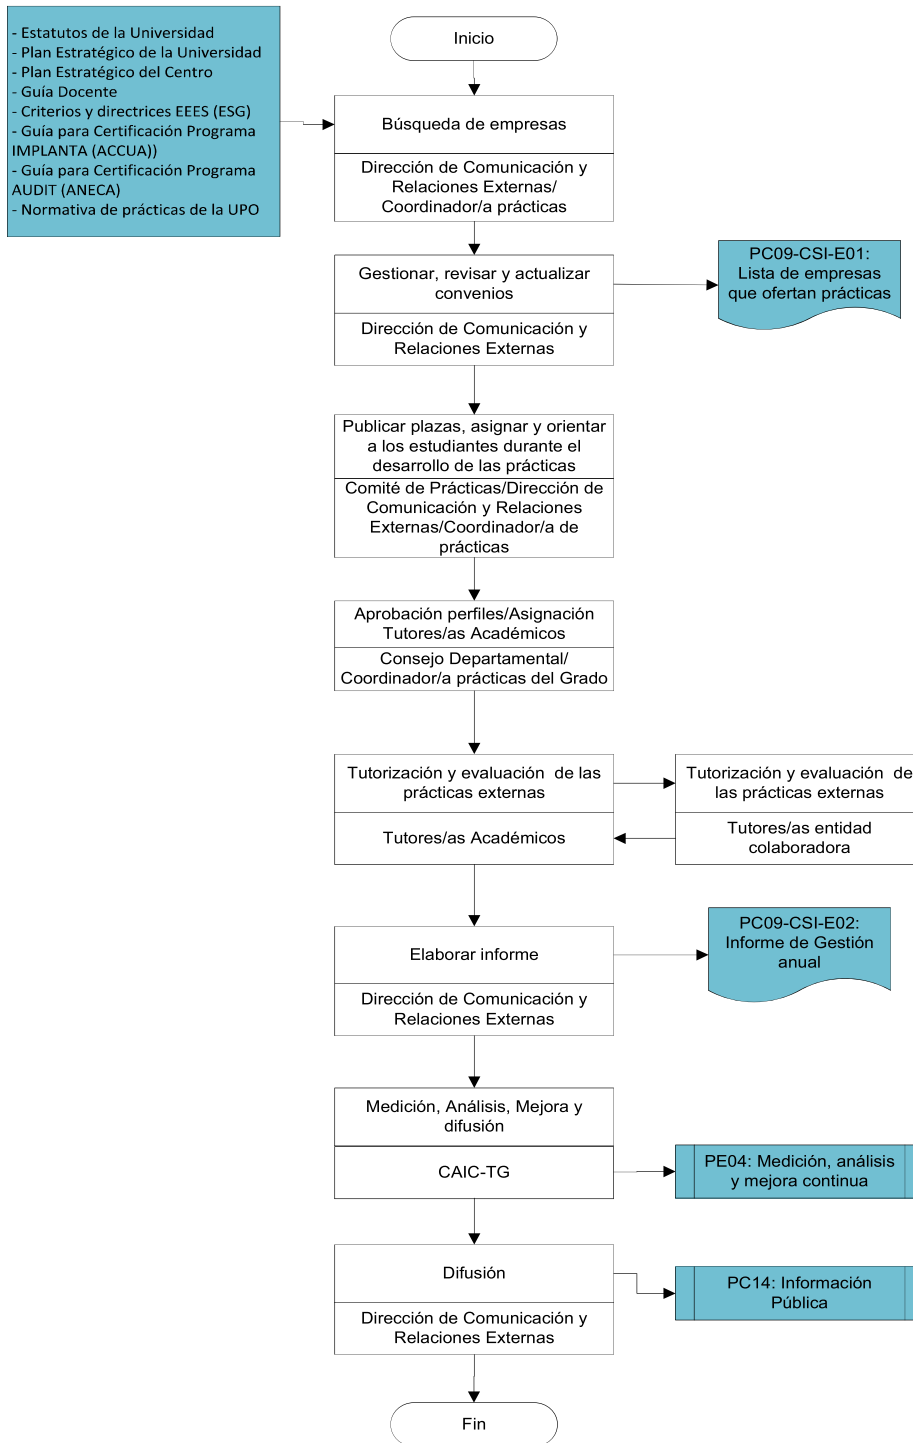 - Estatutos de la Universidad
- Plan Estratégico de la Universidad
- Plan Estratégico del Centro
- Guía Docente
- Criterios y directrices EEES (ESG)
- Guía para Certificación Programa
IMPLANTA (ACCUA))
- Guía para Certificación Programa
AUDIT (ANECA)
- Normativa de prácticas de la UPO
Inicio
Búsqueda de empresas
Dirección de Comunicación y
Relaciones Externas/
Coordinador/a prácticas
Gestionar, revisar y actualizar
convenios
Dirección de Comunicación y
Relaciones Externas
PC09-CSI-E01:
Lista de empresas
que ofertan prácticas
Publicar plazas, asignar y orientar
a los estudiantes durante el
desarrollo de las prácticas
Comité de Prácticas/Dirección de
Comunicación y Relaciones
Externas/Coordinador/a de
prácticas
Aprobación perfiles/Asignación
Tutores/as Académicos
Consejo Departamental/
Coordinador/a prácticas del Grado
Tutorización y evaluación  de las
prácticas externas
Tutores/as Académicos
Tutorización y evaluación  de
las prácticas externas
Tutores/as entidad
colaboradora
Elaborar informe
Dirección de Comunicación y
Relaciones Externas
PC09-CSI-E02:
Informe de Gestión
anual
Medición, Análisis, Mejora y
difusión
CAIC-TG
PE04: Medición, análisis
y mejora continua
Difusión
Dirección de Comunicación y
Relaciones Externas
PC14: Información
Pública
Fin